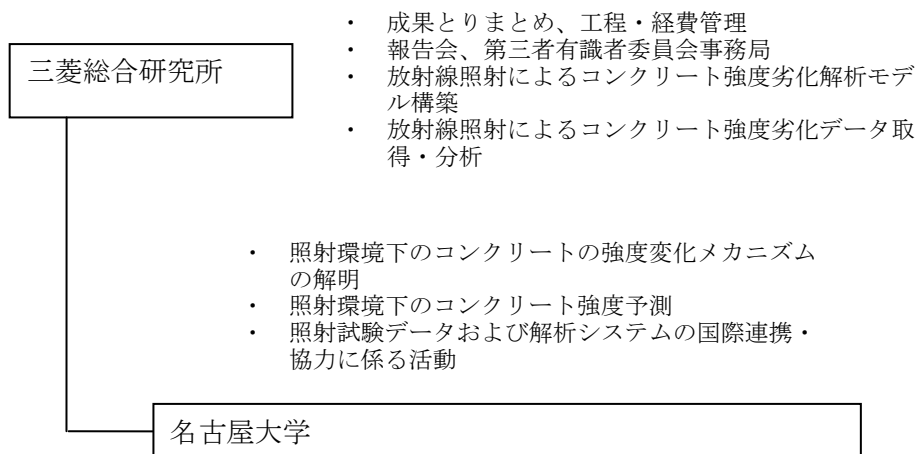 ・ 成果とりまとめ、工程・経費管理
・ 報告会、第三者有識者委員会事務局
・ 放射線照射によるコンクリート強度劣化解析モデ
ル構築
・ 放射線照射によるコンクリート強度劣化データ取
得・分析
三菱総合研究所
・ 照射環境下のコンクリートの強度変化メカニズム
の解明
・ 照射環境下のコンクリート強度予測
・ 照射試験データおよび解析システムの国際連携・
協力に係る活動
名古屋大学